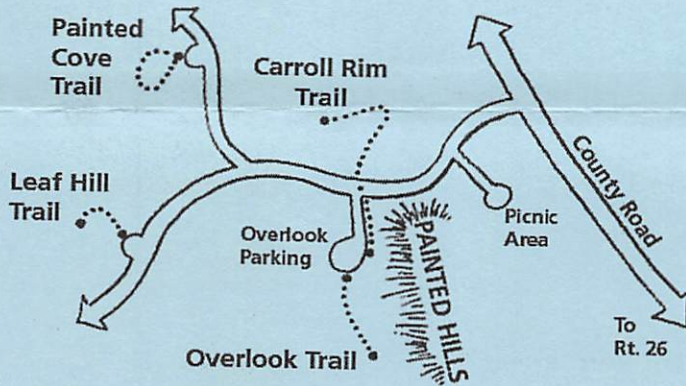 Painted
Cove
Trail
Carroll Rim
Trail
County Road
Leaf Hill
Trail
Overlook
Parking
PAINTED HILLS
Picnic
Area
To
Rt. 26
Overlook Trail